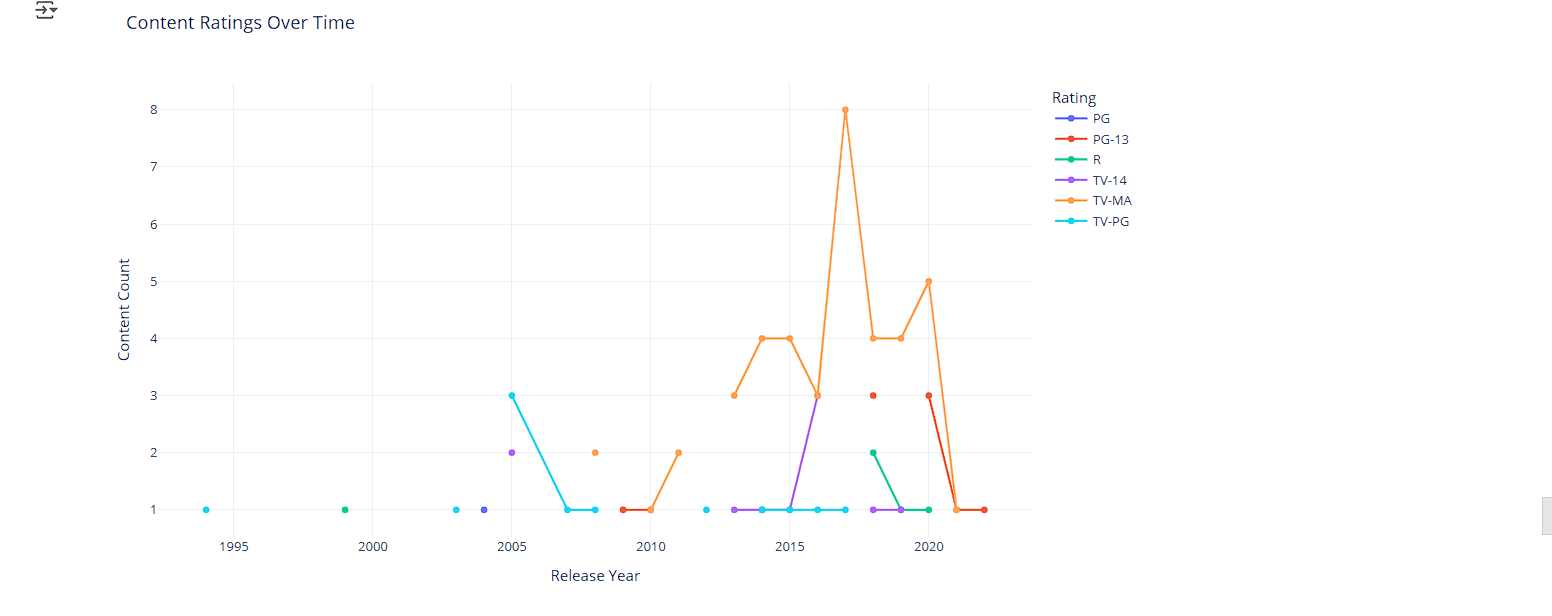 Content Ratings Over Time
8
7
6
5
4
3
2
1
Content Count
1995 2000 2005 2010 2015 2020
Release Year
Rating
PG
PG-13
R
TV-14
TV-MA
TV-PG